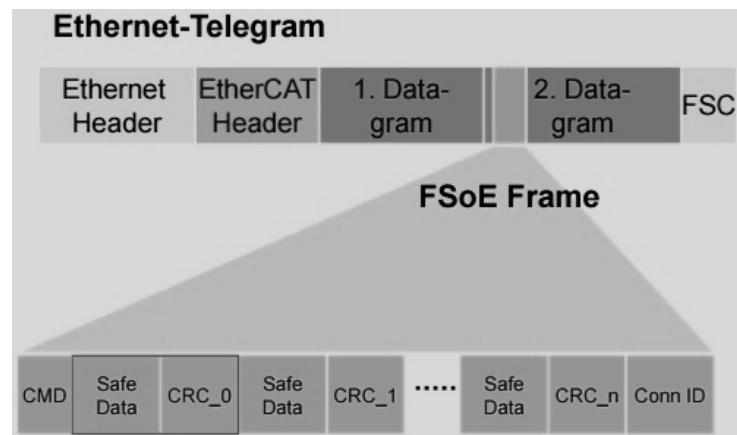 Ethernet-Telegram
Ethernet EtherCAT 1. Data- 2. Data- FSC
Header Header gram gram
FSoE Frame
CMD Safe Data CRC_0 Safe Data CRC_1 ..... Safe Data CRC_n Conn ID